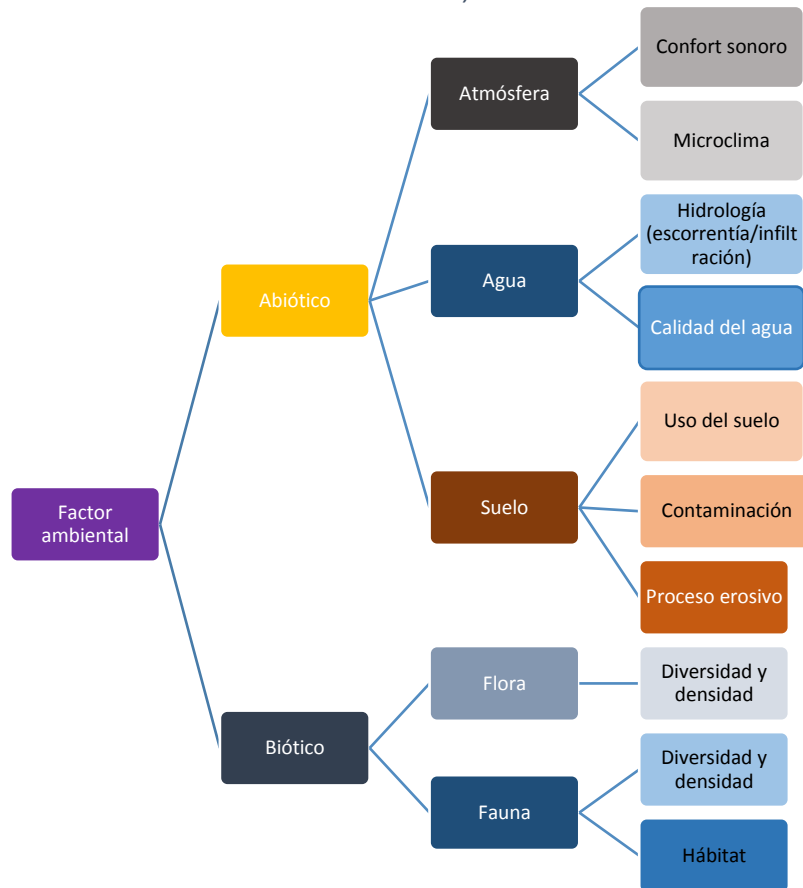 Confort sonoro
Atmósfera
Microclima
Hidrología
(escorrentía/infilt
ración)
Abiótico
Agua
Calidad del agua
Uso del suelo
Factor
ambiental
Suelo
Contaminación
Proceso erosivo
Flora
Diversidad y
densidad
Biótico
Diversidad y
densidad
Fauna
Hábitat